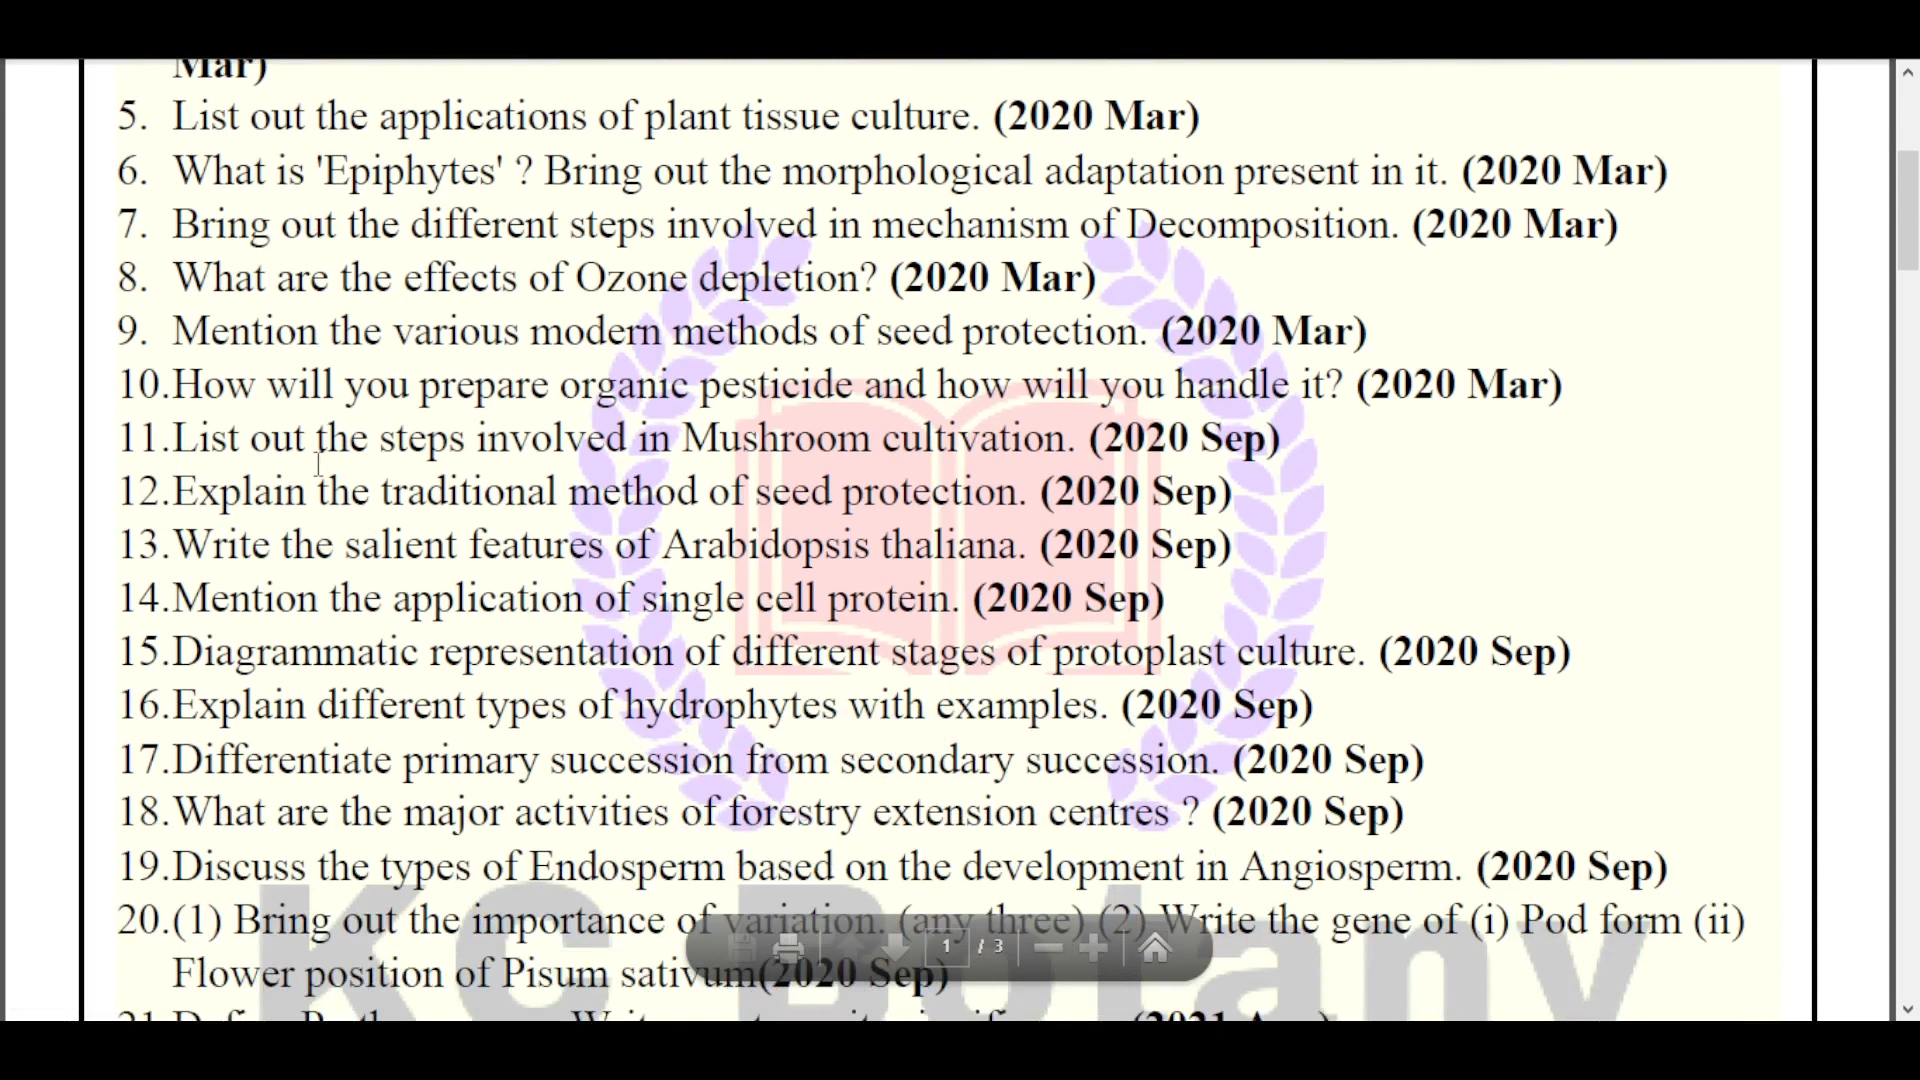 Mar)
5. List out the applications of plant tissue culture. (2020 Mar)
6. What is 'Epiphytes' ? Bring out the morphological adaptation present in it. (2020 Mar)
7. Bring out the different steps involved in mechanism of Decomposition. (2020 Mar)
8. What are the effects of Ozone depletion? (2020 Mar)
9. Mention the various modern methods of seed protection. (2020 Mar)
10.How will you prepare organic pesticide and how will you handle it? (2020 Mar)
11.List out the steps involved in Mushroom cultivation. (2020 Sep)
12.Explain the traditional method of seed protection. (2020 Sep)
13.Write the salient features of Arabidopsis thaliana. (2020 Sep)
14.Mention the application of single cell protein. (2020 Sep)
15.Diagrammatic representation of different stages of protoplast culture. (2020 Sep)
16.Explain different types of hydrophytes with examples. (2020 Sep)
17.Differentiate primary succession from secondary succession. (2020 Sep)
18.What are the major activities of forestry extension centres ? (2020 Sep)
19.Discuss the types of Endosperm based on the development in Angiosperm. (2020 Sep)
20.(1) Bring out the importance of variation. (any three) (2) Write the gene of (i) Pod form (ii)
Flower position of Pisum sativum(2020 Sep)
KC Botany
1 / 3